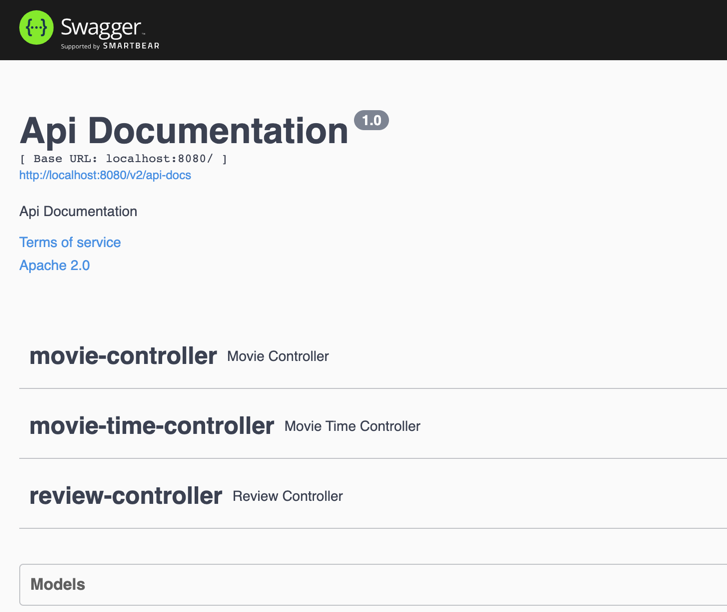 {···} Swagger™
Supported by SMARTBEAR
Api Documentation 1.0
[ Base URL: localhost:8080/ ]
http://localhost:8080/v2/api-docs
Api Documentation
Terms of service
Apache 2.0
movie-controller Movie Controller
movie-time-controller Movie Time Controller
review-controller Review Controller
Models